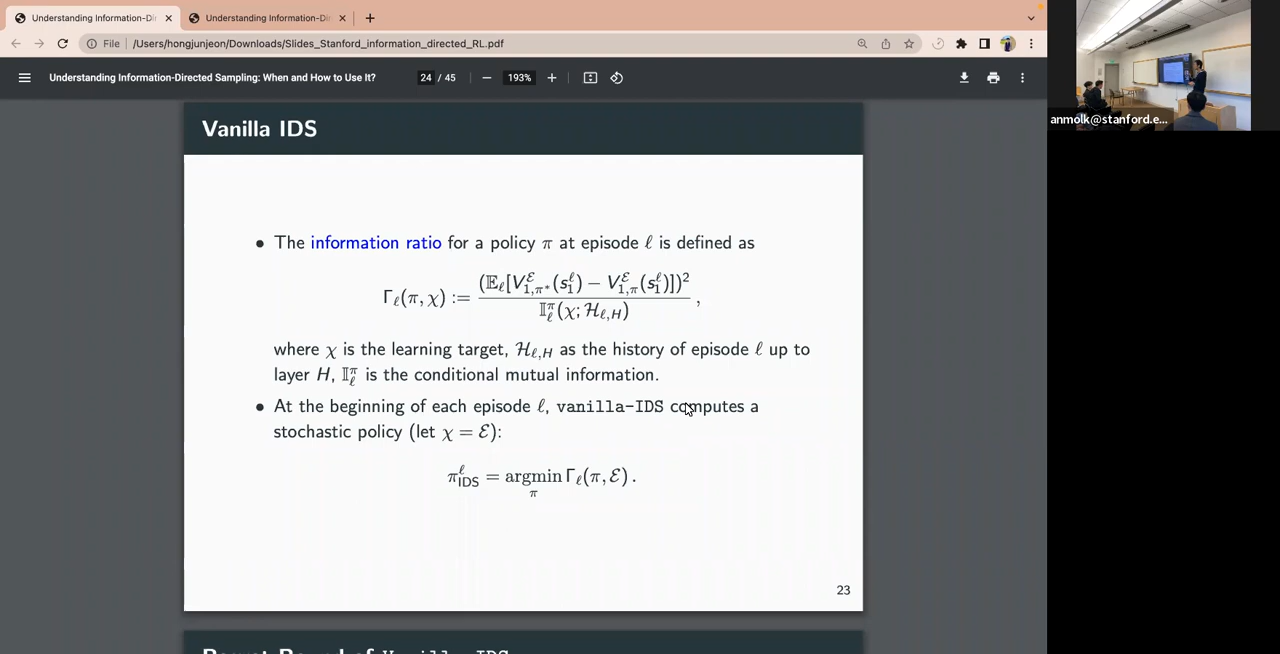 Understanding Information-Di
Understanding Information-Di
File
/Users/hongjunjeon/Downloads/Slides_Stanford_information_directed_RL.pdf
Understanding Information-Directed Sampling: When and How to Use It?
24 / 45
193%
anmolk@stanford.e...
Vanilla IDS
• The information ratio for a policy π at episode ℓ is defined as
Γ_ℓ(π, χ) := (𝔼_ℓ[V^ℰ_{1,π*}(s_1^ℓ) − V^ℰ_{1,π}(s_1^ℓ)])² / 𝕀^π_ℓ(χ; ℋ_{ℓ,H}) ,
where χ is the learning target, ℋ_{ℓ,H} as the history of episode ℓ up to
layer H, 𝕀^π_ℓ is the conditional mutual information.
• At the beginning of each episode ℓ, vanilla-IDS computes a
stochastic policy (let χ = ℰ):
π^ℓ_{IDS} = argmin_π Γ_ℓ(π, ℰ) .
23